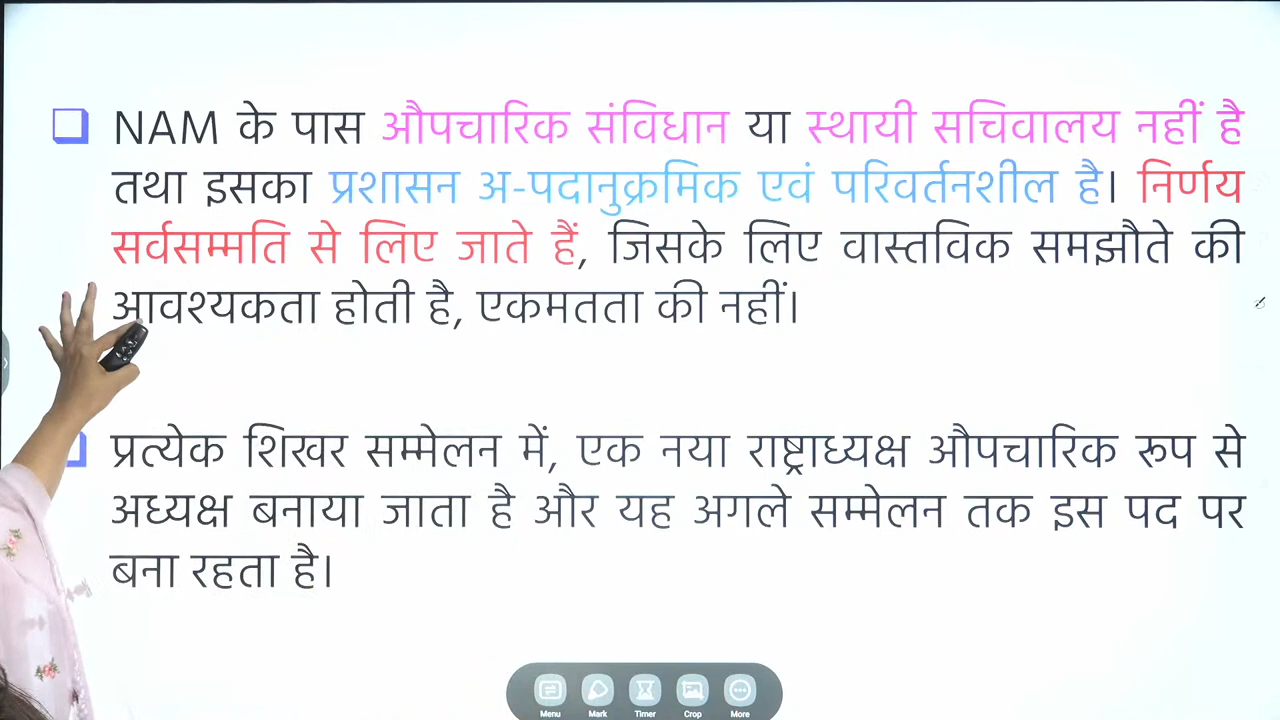 NAM के पास औपचारिक संविधान या स्थायी सचिवालय नहीं है
तथा इसका प्रशासन अ-पदानुक्रमिक एवं परिवर्तनशील है। निर्णय
सर्वसम्मति से लिए जाते हैं, जिसके लिए वास्तविक समझौते की
आवश्यकता होती है, एकमतता की नहीं।
प्रत्येक शिखर सम्मेलन में, एक नया राष्ट्राध्यक्ष औपचारिक रूप से
अध्यक्ष बनाया जाता है और यह अगले सम्मेलन तक इस पद पर
बना रहता है।
Menu Mark Timer Crop More